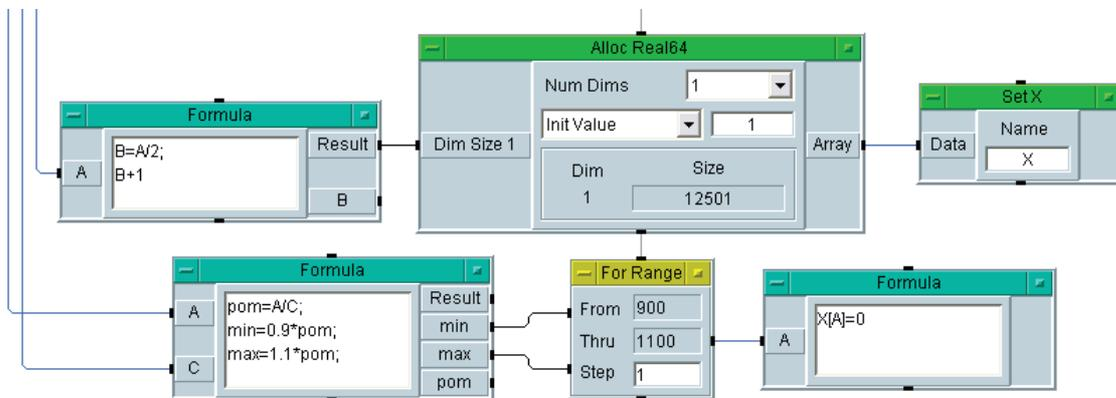 Alloc Real64
Num Dims 1
Init Value 1
Dim Size 1
Array
Dim Size
1 12501
Set X
Data
Name
X
Formula
A
B=A/2;
B+1
Result
B
Formula
A
C
pom=A/C;
min=0.9*pom;
max=1.1*pom;
Result
min
max
pom
For Range
From 900
Thru 1100
Step 1
Formula
A
X[A]=0